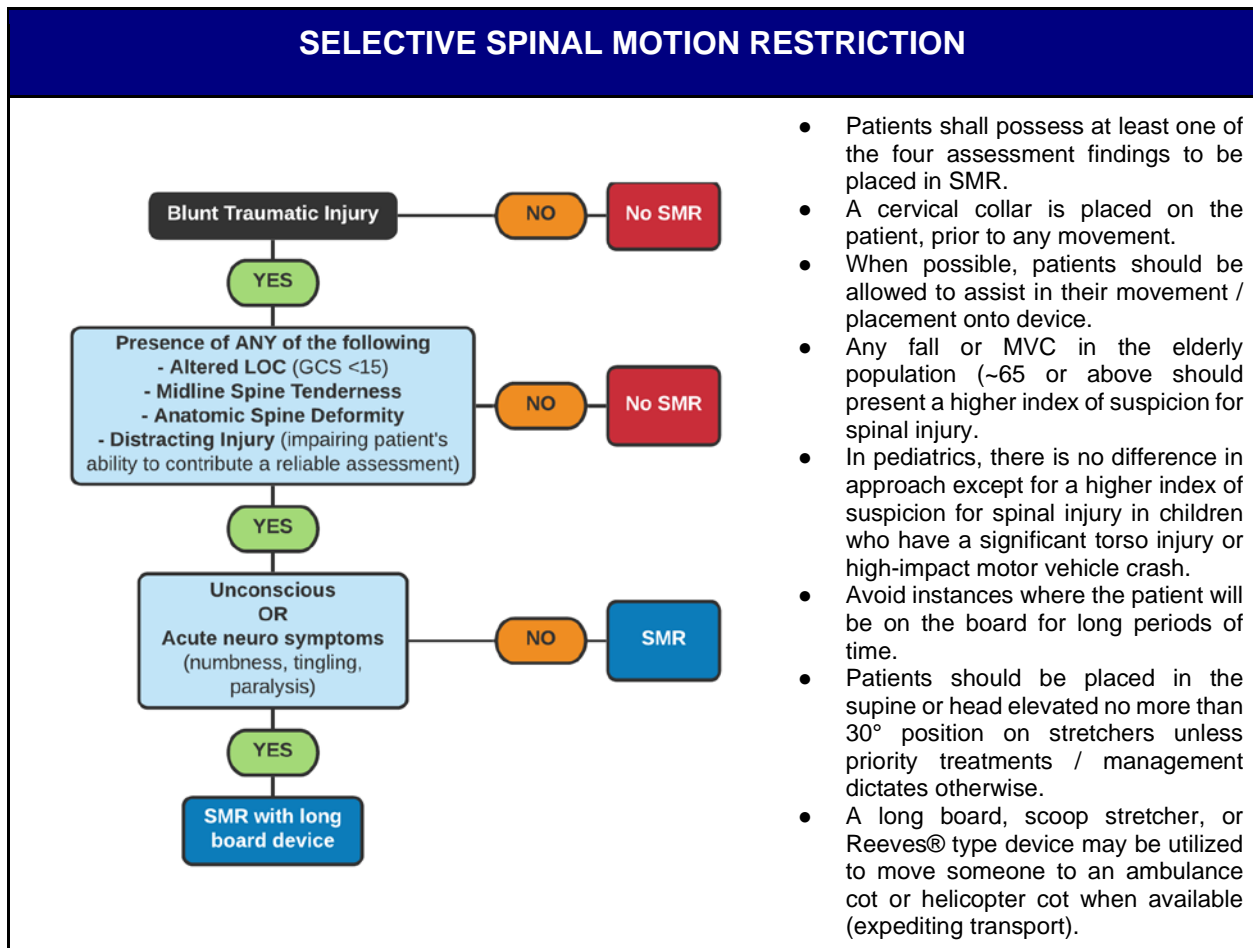 SELECTIVE SPINAL MOTION RESTRICTION
Blunt Traumatic Injury
NO
No SMR
YES
Presence of ANY of the following
- Altered LOC (GCS <15)
- Midline Spine Tenderness
- Anatomic Spine Deformity
- Distracting Injury (impairing patient's
ability to contribute a reliable assessment)
NO
No SMR
YES
Unconscious
OR
Acute neuro symptoms
(numbness, tingling,
paralysis)
NO
SMR
YES
SMR with long
board device
● Patients shall possess at least one of
the four assessment findings to be
placed in SMR.
● A cervical collar is placed on the
patient, prior to any movement.
● When possible, patients should be
allowed to assist in their movement /
placement onto device.
● Any fall or MVC in the elderly
population (~65 or above should
present a higher index of suspicion for
spinal injury.
● In pediatrics, there is no difference in
approach except for a higher index of
suspicion for spinal injury in children
who have a significant torso injury or
high-impact motor vehicle crash.
● Avoid instances where the patient will
be on the board for long periods of
time.
● Patients should be placed in the
supine or head elevated no more than
30° position on stretchers unless
priority treatments / management
dictates otherwise.
● A long board, scoop stretcher, or
Reeves® type device may be utilized
to move someone to an ambulance
cot or helicopter cot when available
(expediting transport).